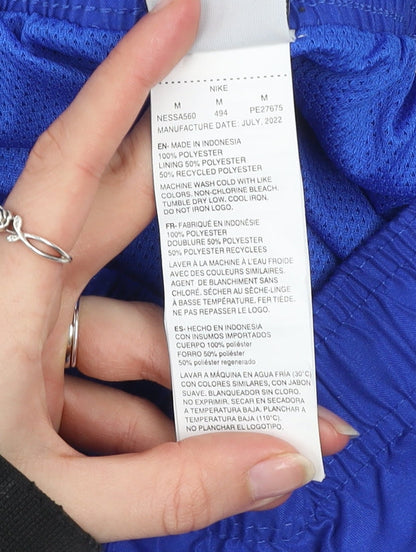 NIKE
M M M
NESSA560 494 PE27675
MANUFACTURE DATE: JULY, 2022
EN- MADE IN INDONESIA
100% POLYESTER
LINING 50% POLYESTER
50% RECYCLED POLYESTER
MACHINE WASH COLD WITH LIKE
COLORS. NON-CHLORINE BLEACH.
TUMBLE DRY LOW. COOL IRON.
DO NOT IRON LOGO.
FR- FABRIQUÉ EN INDONÉSIE
100% POLYESTER
DOUBLURE 50% POLYESTER
50% POLYESTER RECYCLEES
LAVER À LA MACHINE À L'EAU FROIDE
AVEC DES COULEURS SIMILAIRES.
AGENT DE BLANCHIMENT SANS
CHLORÉ. SÉCHER AU SÈCHE-LINGE
À BASSE TEMPÉRATURE. FER TIÉDE.
NE PAS REPASSER LE LOGO.
ES- HECHO EN INDONESIA
CON INSUMOS IMPORTADOS
CUERPO 100% poliéster
FORRO 50% poliéster
50% poliéster regenerado
LAVAR A MÁQUINA EN AGUA FRÍA (30°C)
CON COLORES SIMILARES, CON JABON
SUAVE. BLANQUEADOR SIN CLORO.
NO EXPRIMIR. SECAR EN SECADORA
A TEMPERATURA BAJA. PLANCHAR A
TEMPERATURA BAJA (110°C)
NO PLANCHAR EL LOGOTIPO.